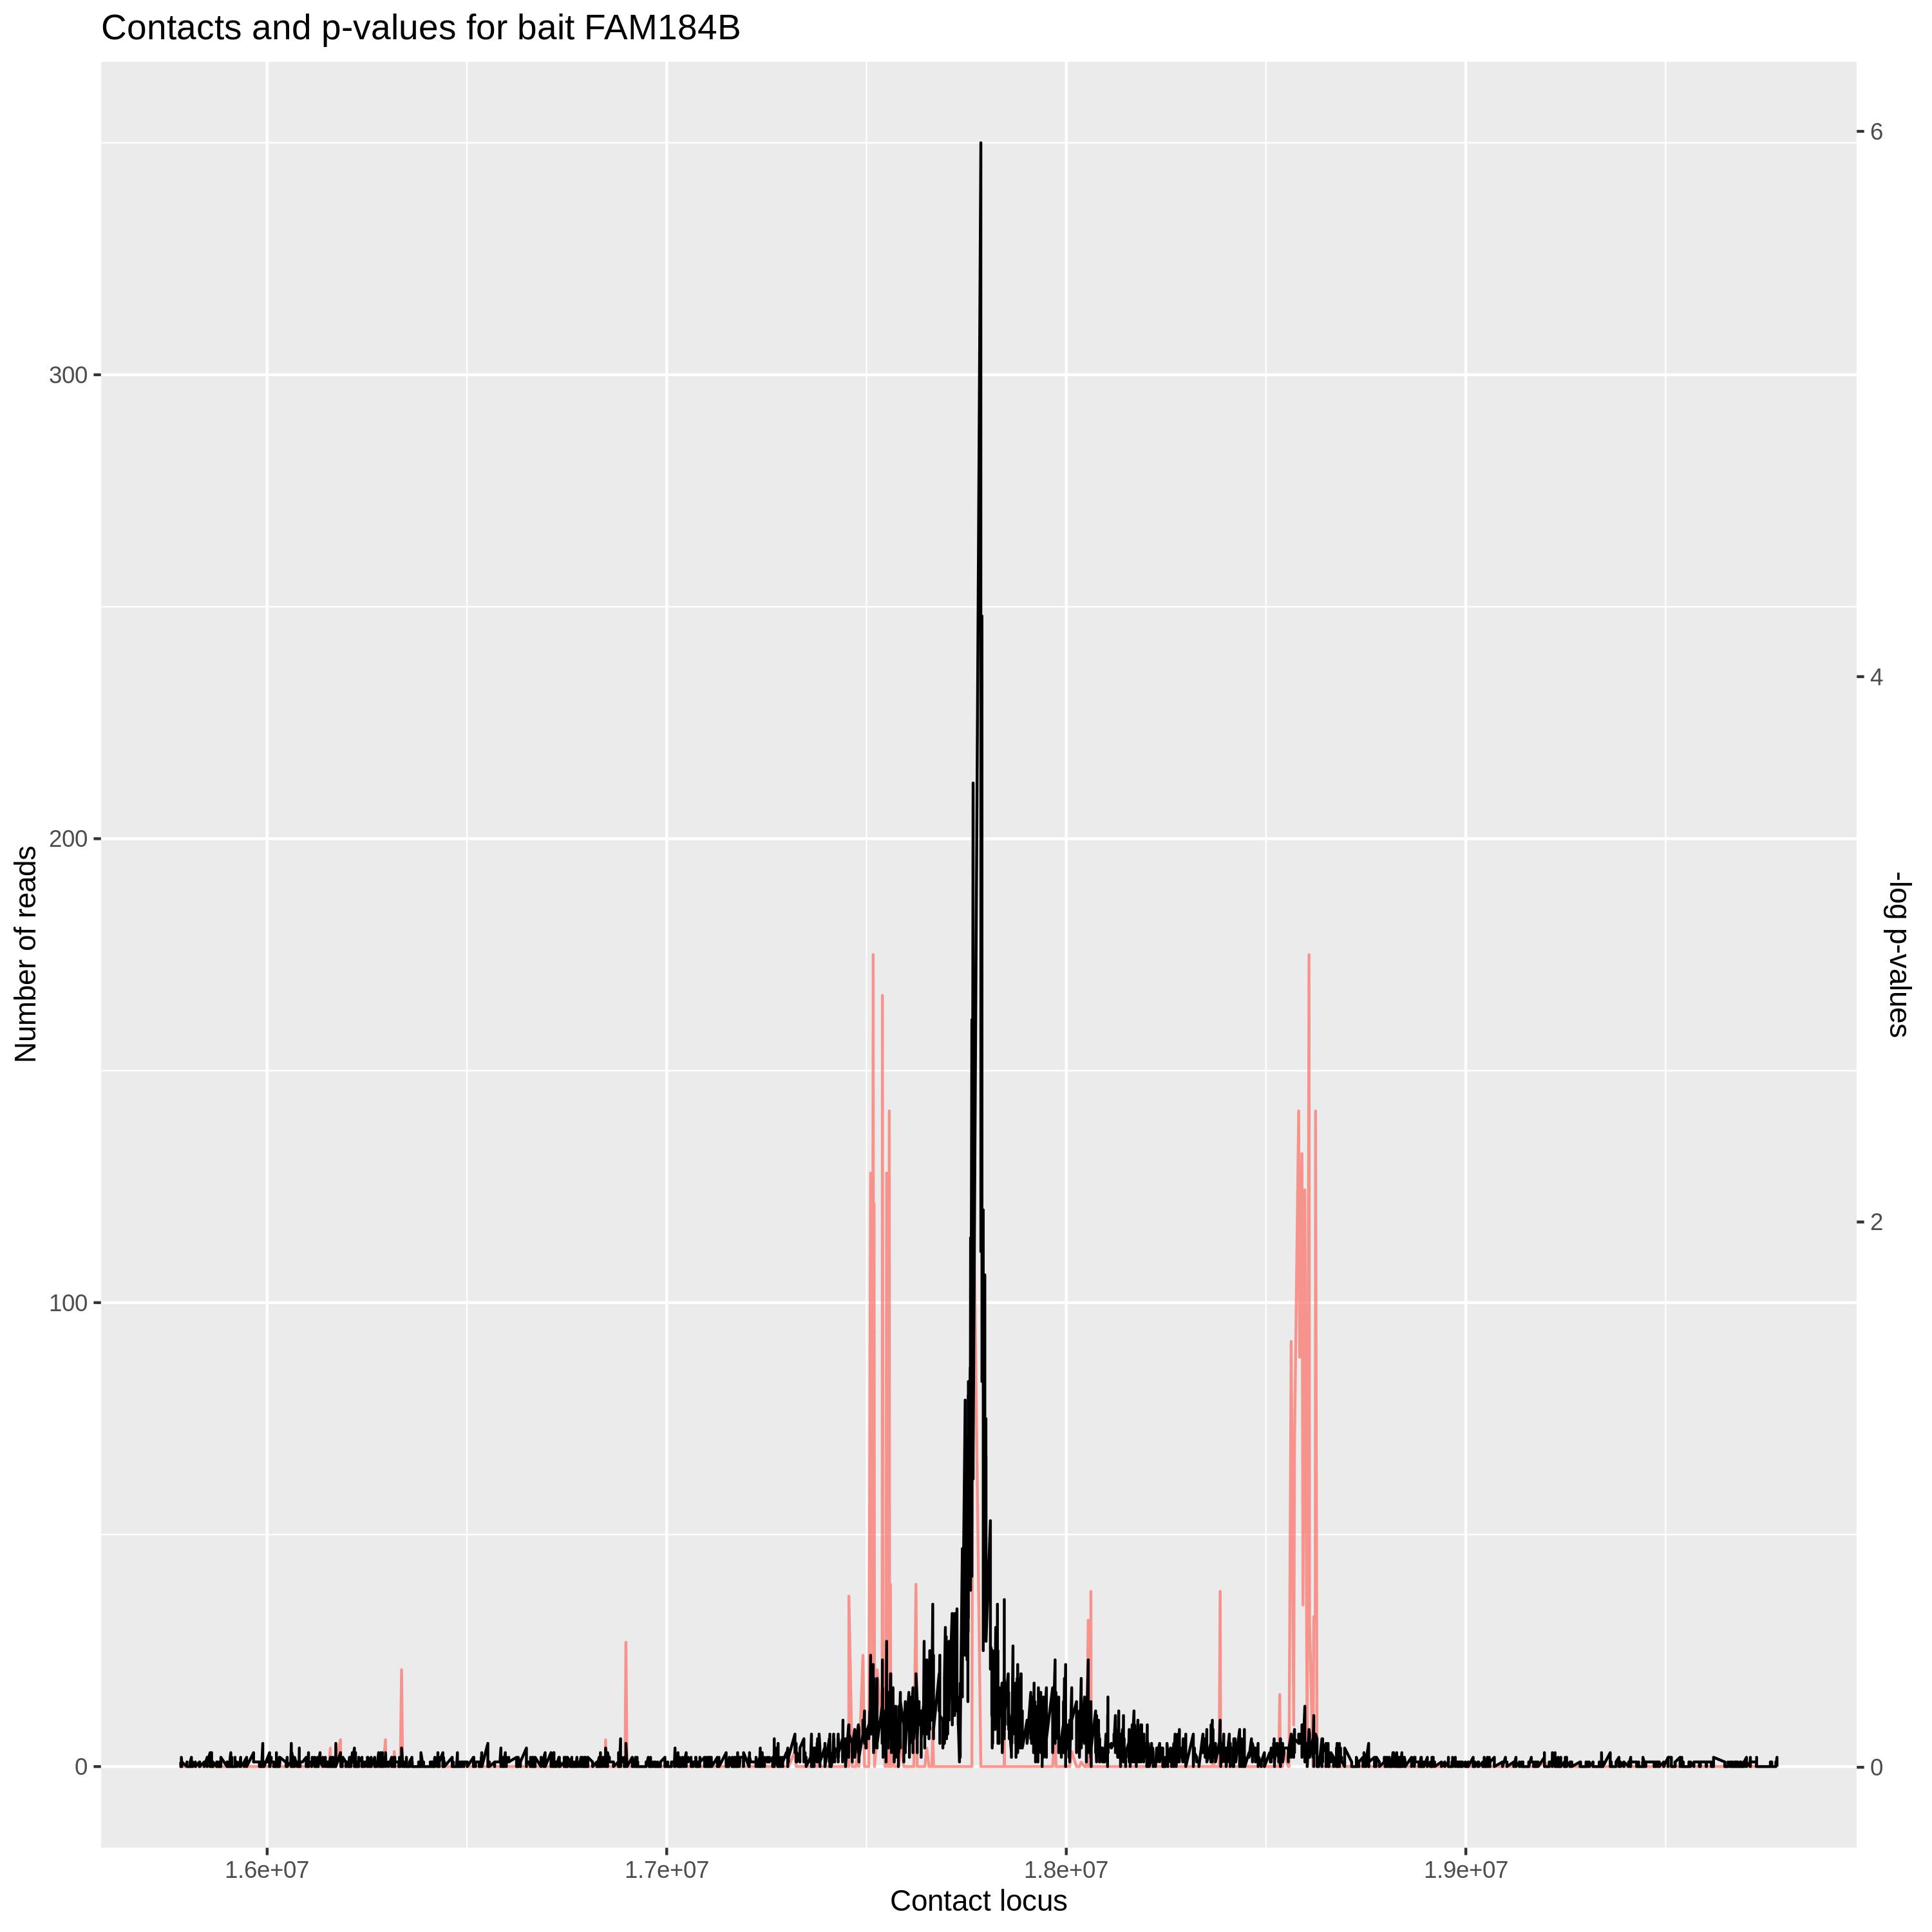 Contacts and p-values for bait FAM184B
300
200
100
0
Number of reads
6
4
2
0
-log p-values
1.6e+07
1.7e+07
1.8e+07
1.9e+07
Contact locus